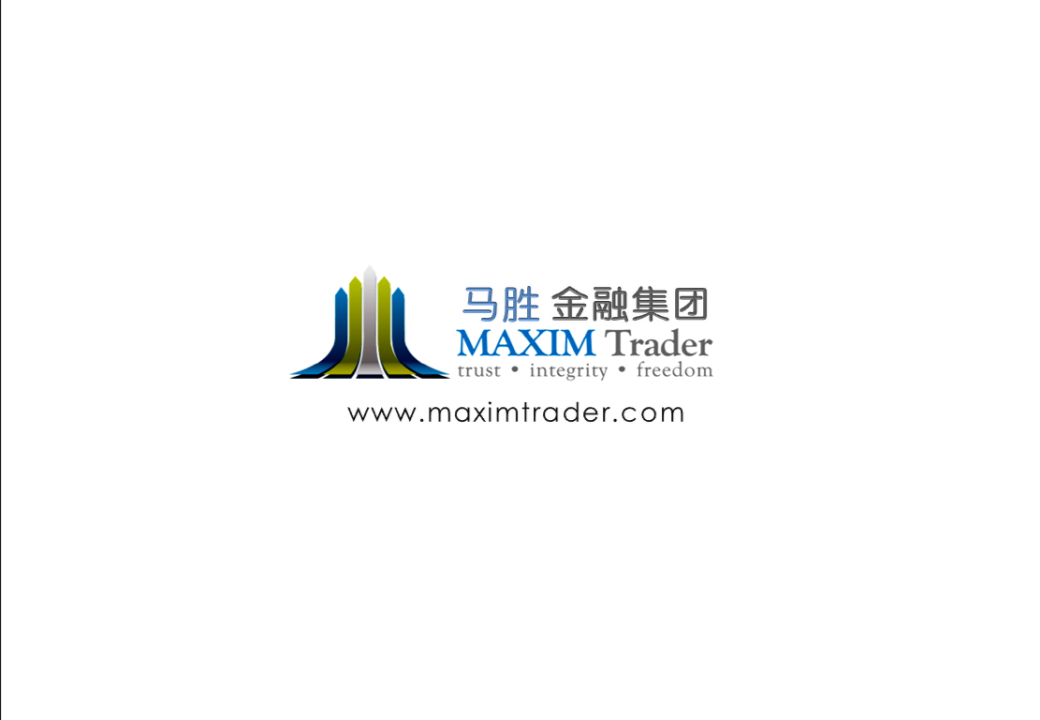 马胜 金融集团
MAXIM Trader
trust • integrity • freedom
www.maximtrader.com